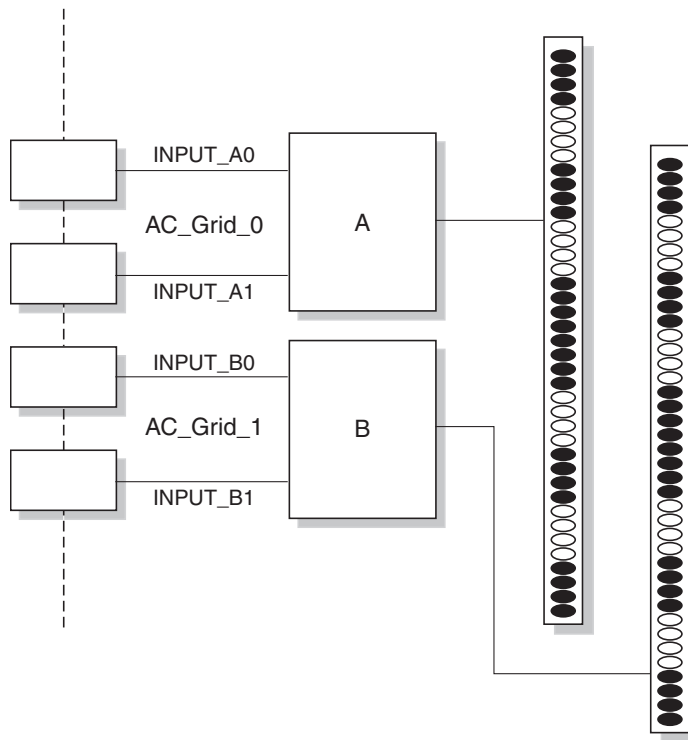 INPUT_A0
AC_Grid_0
A
INPUT_A1
INPUT_B0
AC_Grid_1
B
INPUT_B1